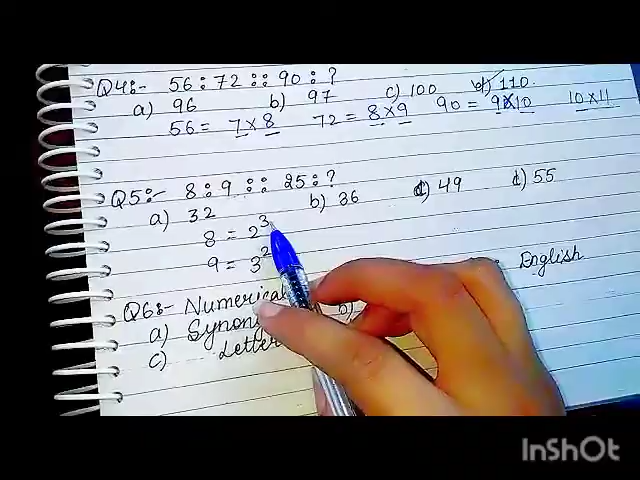 Q4:- 56 : 72 :: 90 : ?
a) 96 b) 97 c) 100 d) 110.
56 = 7 × 8 72 = 8 × 9 90 = 9 × 10 10 × 11
Q5:- 8 : 9 :: 25 : ?
a) 32 b) 36 c) 49 d) 55
8 = 2³
9 = 3²
Q6:- Numerical : English
a) b)
c) Letter
InShOt